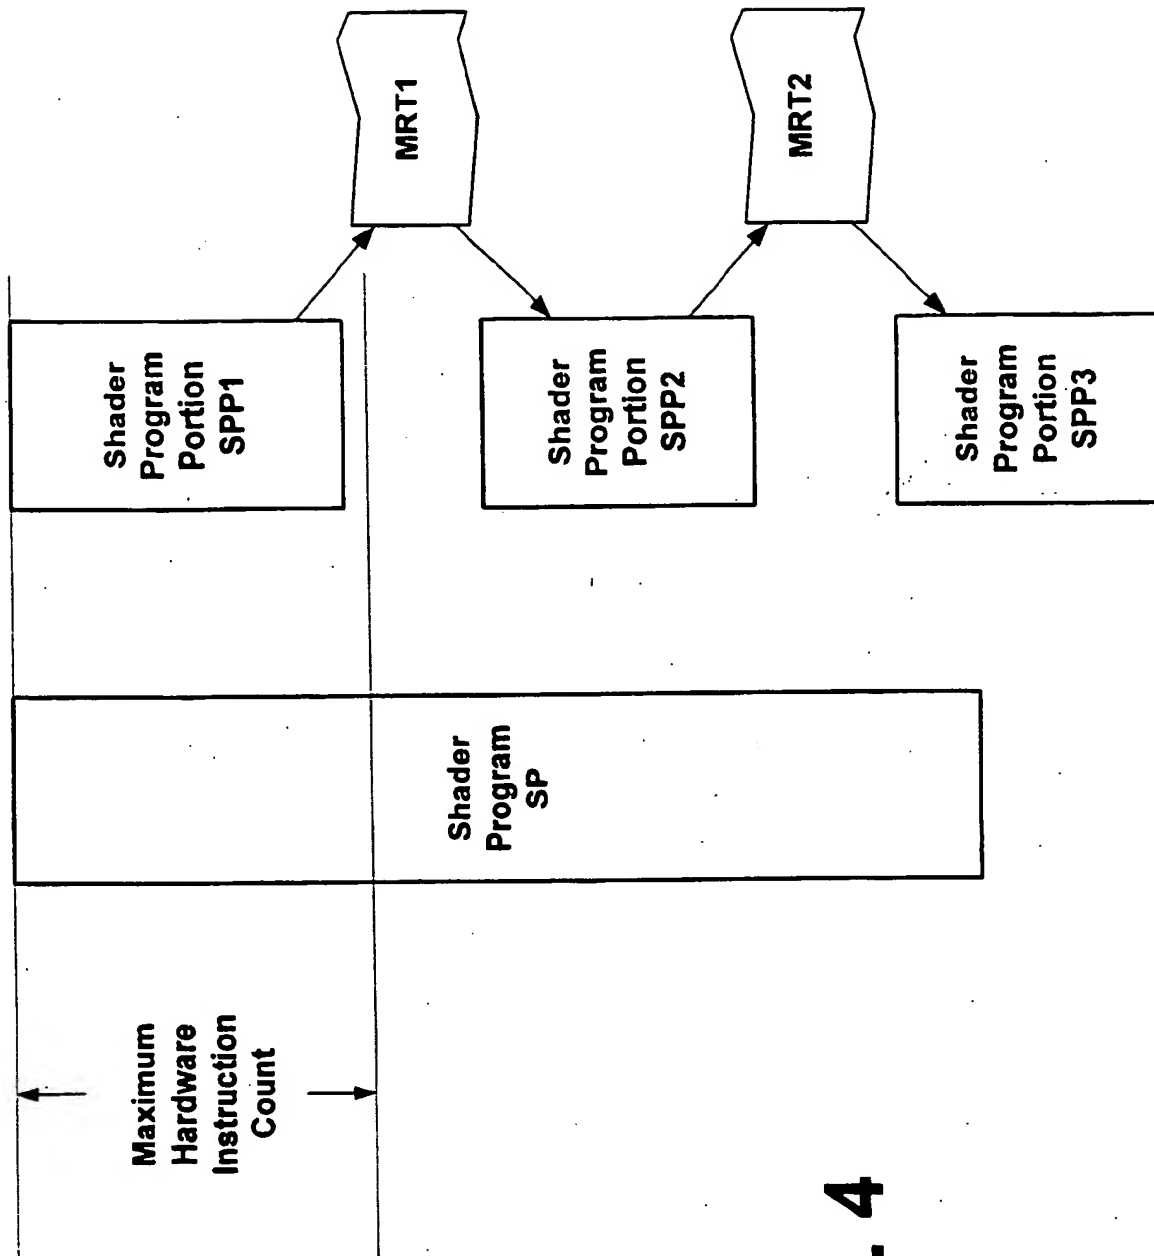 Maximum
Hardware
Instruction
Count
Shader
Program
SP
Shader
Program
Portion
SPP1
MRT1
Shader
Program
Portion
SPP2
MRT2
Shader
Program
Portion
SPP3
4